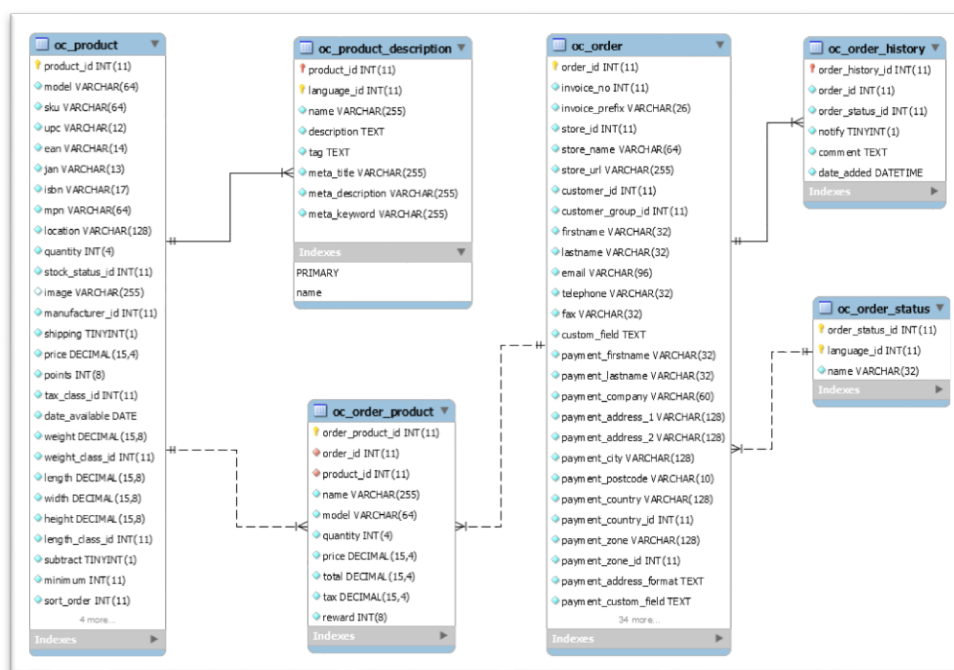 oc_product
product_id INT(11)
model VARCHAR(64)
sku VARCHAR(64)
upc VARCHAR(12)
ean VARCHAR(14)
jan VARCHAR(13)
isbn VARCHAR(17)
mpn VARCHAR(64)
location VARCHAR(128)
quantity INT(4)
stock_status_id INT(11)
image VARCHAR(255)
manufacturer_id INT(11)
shipping TINYINT(1)
price DECIMAL(15,4)
points INT(8)
tax_class_id INT(11)
date_available DATE
weight DECIMAL(15,8)
weight_class_id INT(11)
length DECIMAL(15,8)
width DECIMAL(15,8)
height DECIMAL(15,8)
length_class_id INT(11)
subtract TINYINT(1)
minimum INT(11)
sort_order INT(11)
4 more...
Indexes
oc_product_description
product_id INT(11)
language_id INT(11)
name VARCHAR(255)
description TEXT
tag TEXT
meta_title VARCHAR(255)
meta_description VARCHAR(255)
meta_keyword VARCHAR(255)
Indexes
PRIMARY
name
oc_order_product
order_product_id INT(11)
order_id INT(11)
product_id INT(11)
name VARCHAR(255)
model VARCHAR(64)
quantity INT(4)
price DECIMAL(15,4)
total DECIMAL(15,4)
tax DECIMAL(15,4)
reward INT(8)
Indexes
oc_order
order_id INT(11)
invoice_no INT(11)
invoice_prefix VARCHAR(26)
store_id INT(11)
store_name VARCHAR(64)
store_url VARCHAR(255)
customer_id INT(11)
customer_group_id INT(11)
firstname VARCHAR(32)
lastname VARCHAR(32)
email VARCHAR(96)
telephone VARCHAR(32)
fax VARCHAR(32)
custom_field TEXT
payment_firstname VARCHAR(32)
payment_lastname VARCHAR(32)
payment_company VARCHAR(60)
payment_address_1 VARCHAR(128)
payment_address_2 VARCHAR(128)
payment_city VARCHAR(128)
payment_postcode VARCHAR(10)
payment_country VARCHAR(128)
payment_country_id INT(11)
payment_zone VARCHAR(128)
payment_zone_id INT(11)
payment_address_format TEXT
payment_custom_field TEXT
34 more...
Indexes
oc_order_history
order_history_id INT(11)
order_id INT(11)
order_status_id INT(11)
notify TINYINT(1)
comment TEXT
date_added DATETIME
Indexes
oc_order_status
order_status_id INT(11)
language_id INT(11)
name VARCHAR(32)
Indexes